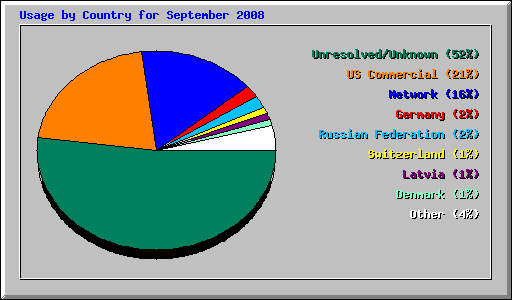 Usage by Country for September 2008
Unresolved/Unknown (52%)
US Commercial (21%)
Network (16%)
Germany (2%)
Russian Federation (2%)
Switzerland (1%)
Latvia (1%)
Denmark (1%)
Other (4%)